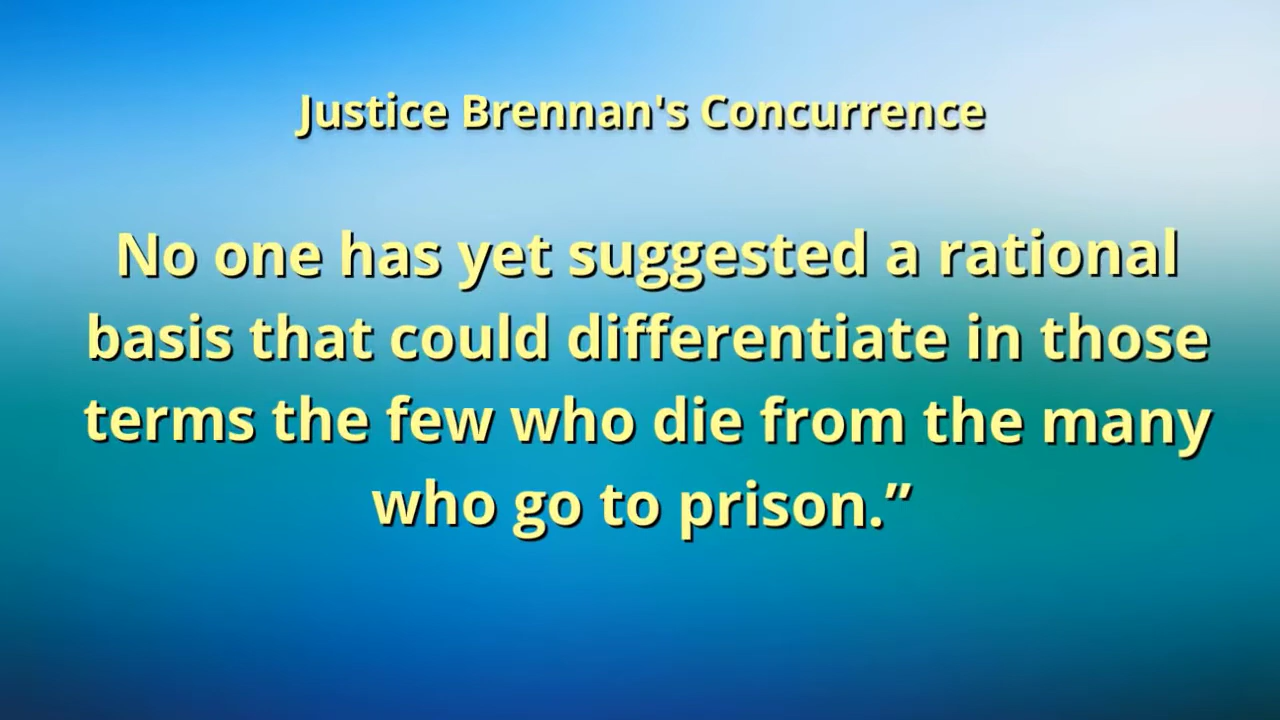 Justice Brennan's Concurrence
No one has yet suggested a rational
basis that could differentiate in those
terms the few who die from the many
who go to prison.”